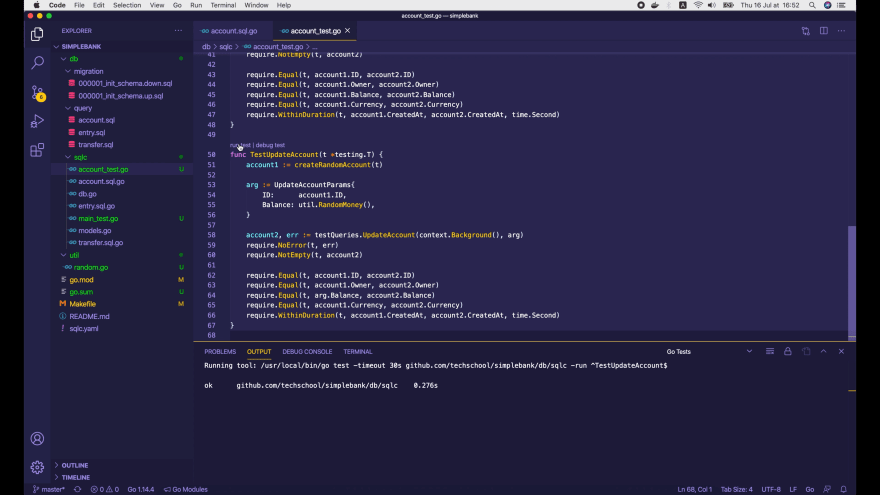 Code File Edit Selection View Go Run Terminal Window Help Thu 16 Jul at 16:52
account_test.go — simplebank
EXPLORER
SIMPLEBANK
db
migration
000001_init_schema.down.sql
000001_init_schema.up.sql
query
account.sql
entry.sql
transfer.sql
sqlc
account_test.go U
account.sql.go
db.go
entry.sql.go
main_test.go U
models.go
transfer.sql.go
util
random.go U
go.mod M
go.sum U
Makefile M
README.md
sqlc.yaml
OUTLINE
TIMELINE
account.sql.go account_test.go
db > sqlc > account_test.go > ...
41 require.NotEmpty(t, account2)
42
43 require.Equal(t, account1.ID, account2.ID)
44 require.Equal(t, account1.Owner, account2.Owner)
45 require.Equal(t, account1.Balance, account2.Balance)
46 require.Equal(t, account1.Currency, account2.Currency)
47 require.WithinDuration(t, account1.CreatedAt, account2.CreatedAt, time.Second)
48 }
49
run test | debug test
50 func TestUpdateAccount(t *testing.T) {
51 account1 := createRandomAccount(t)
52
53 arg := UpdateAccountParams{
54 ID: account1.ID,
55 Balance: util.RandomMoney(),
56 }
57
58 account2, err := testQueries.UpdateAccount(context.Background(), arg)
59 require.NoError(t, err)
60 require.NotEmpty(t, account2)
61
62 require.Equal(t, account1.ID, account2.ID)
63 require.Equal(t, account1.Owner, account2.Owner)
64 require.Equal(t, arg.Balance, account2.Balance)
65 require.Equal(t, account1.Currency, account2.Currency)
66 require.WithinDuration(t, account1.CreatedAt, account2.CreatedAt, time.Second)
67 }
68
PROBLEMS OUTPUT DEBUG CONSOLE TERMINAL Go Tests
Running tool: /usr/local/bin/go test -timeout 30s github.com/techschool/simplebank/db/sqlc -run ^TestUpdateAccount$
ok github.com/techschool/simplebank/db/sqlc 0.276s
master* 0 0 Go 1.14.4 Go Modules Ln 68, Col 1 Tab Size: 4 UTF-8 LF Go